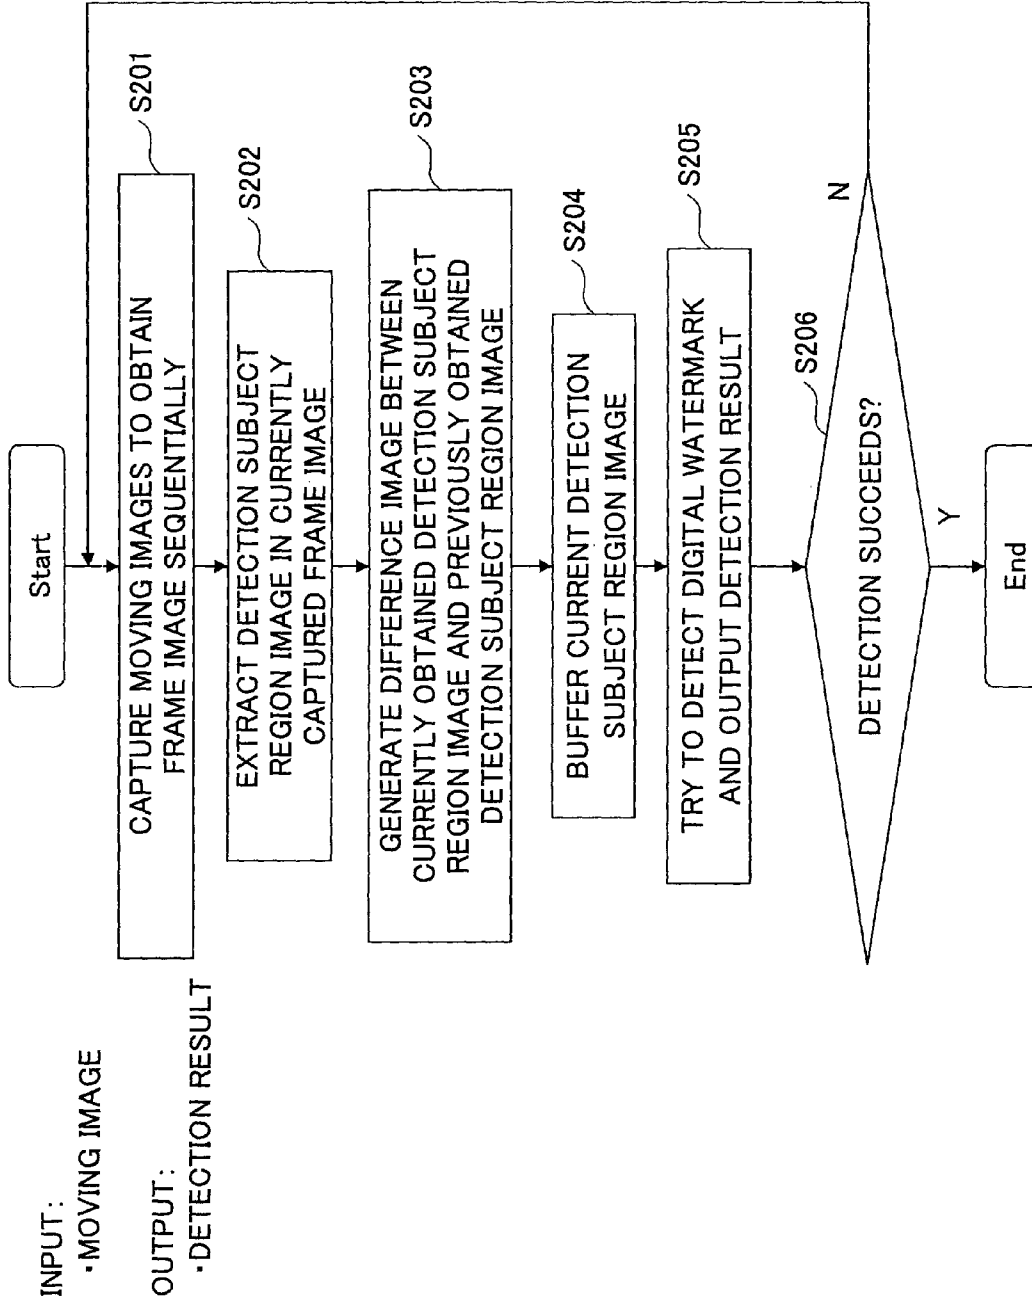 INPUT:
・MOVING IMAGE
OUTPUT:
・DETECTION RESULT
Start
CAPTURE MOVING IMAGES TO OBTAIN
FRAME IMAGE SEQUENTIALLY
S201
EXTRACT DETECTION SUBJECT
REGION IMAGE IN CURRENTLY
CAPTURED FRAME IMAGE
S202
GENERATE DIFFERENCE IMAGE BETWEEN
CURRENTLY OBTAINED DETECTION SUBJECT
REGION IMAGE AND PREVIOUSLY OBTAINED
DETECTION SUBJECT REGION IMAGE
S203
BUFFER CURRENT DETECTION
SUBJECT REGION IMAGE
S204
TRY TO DETECT DIGITAL WATERMARK
AND OUTPUT DETECTION RESULT
S205
S206
DETECTION SUCCEEDS?
N
Y
End